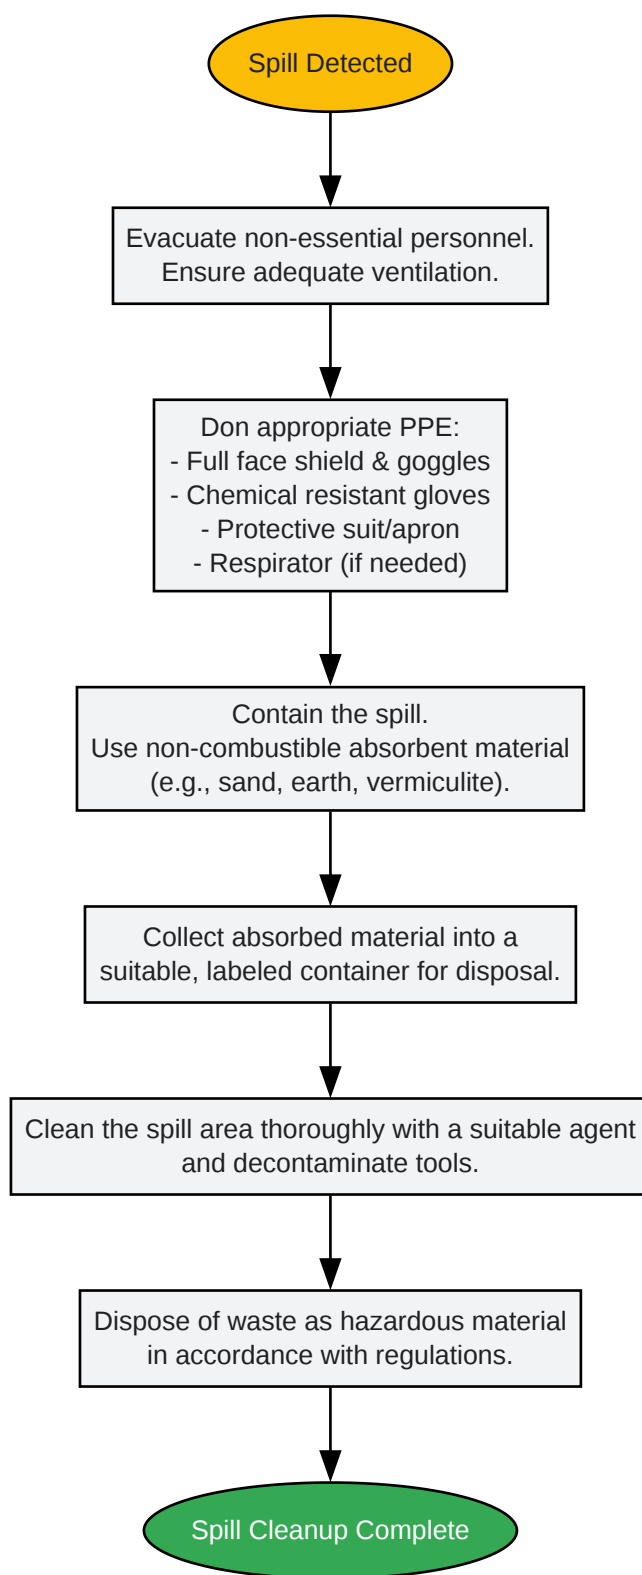 Spill Detected
Evacuate non-essential personnel.
Ensure adequate ventilation.
Don appropriate PPE:
- Full face shield & goggles
- Chemical resistant gloves
- Protective suit/apron
- Respirator (if needed)
Contain the spill.
Use non-combustible absorbent material
(e.g., sand, earth, vermiculite).
Collect absorbed material into a
suitable, labeled container for disposal.
Clean the spill area thoroughly with a suitable agent
and decontaminate tools.
Dispose of waste as hazardous material
in accordance with regulations.
Spill Cleanup Complete